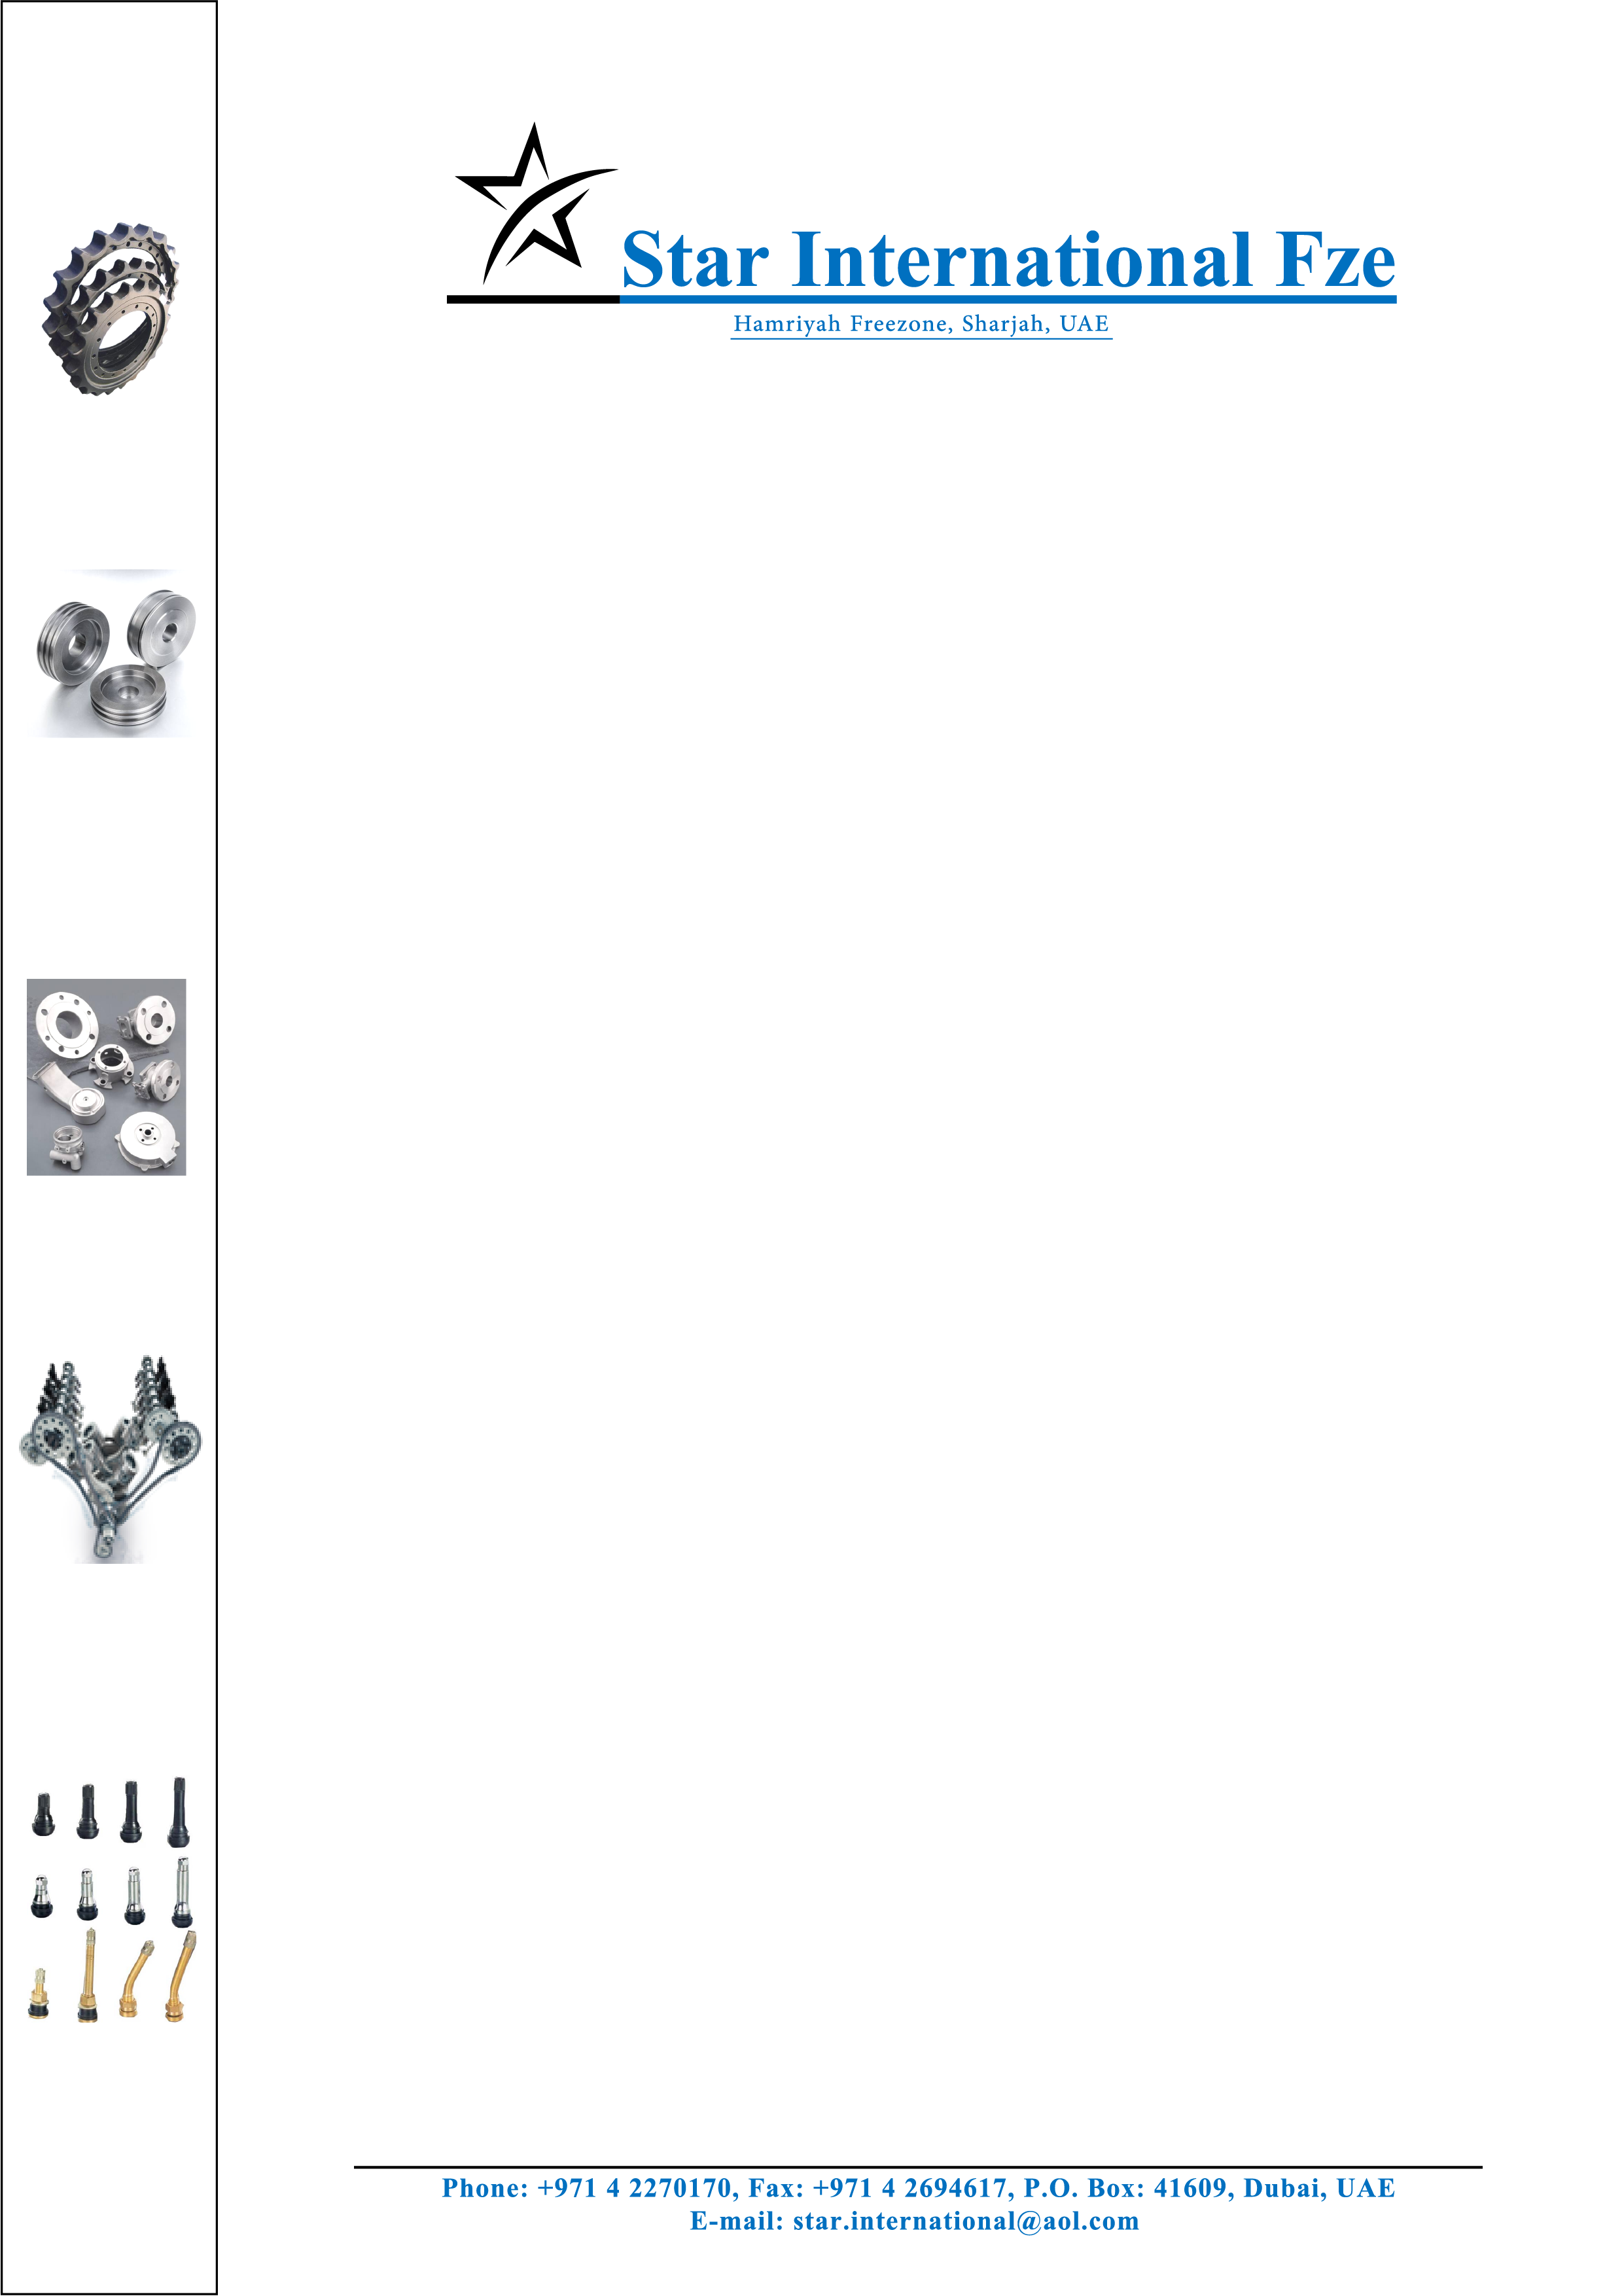 Star International Fze
Hamriyah Freezone, Sharjah, UAE
Phone: +971 4 2270170, Fax: +971 4 2694617, P.O. Box: 41609, Dubai, UAE
E-mail: star.international@aol.com